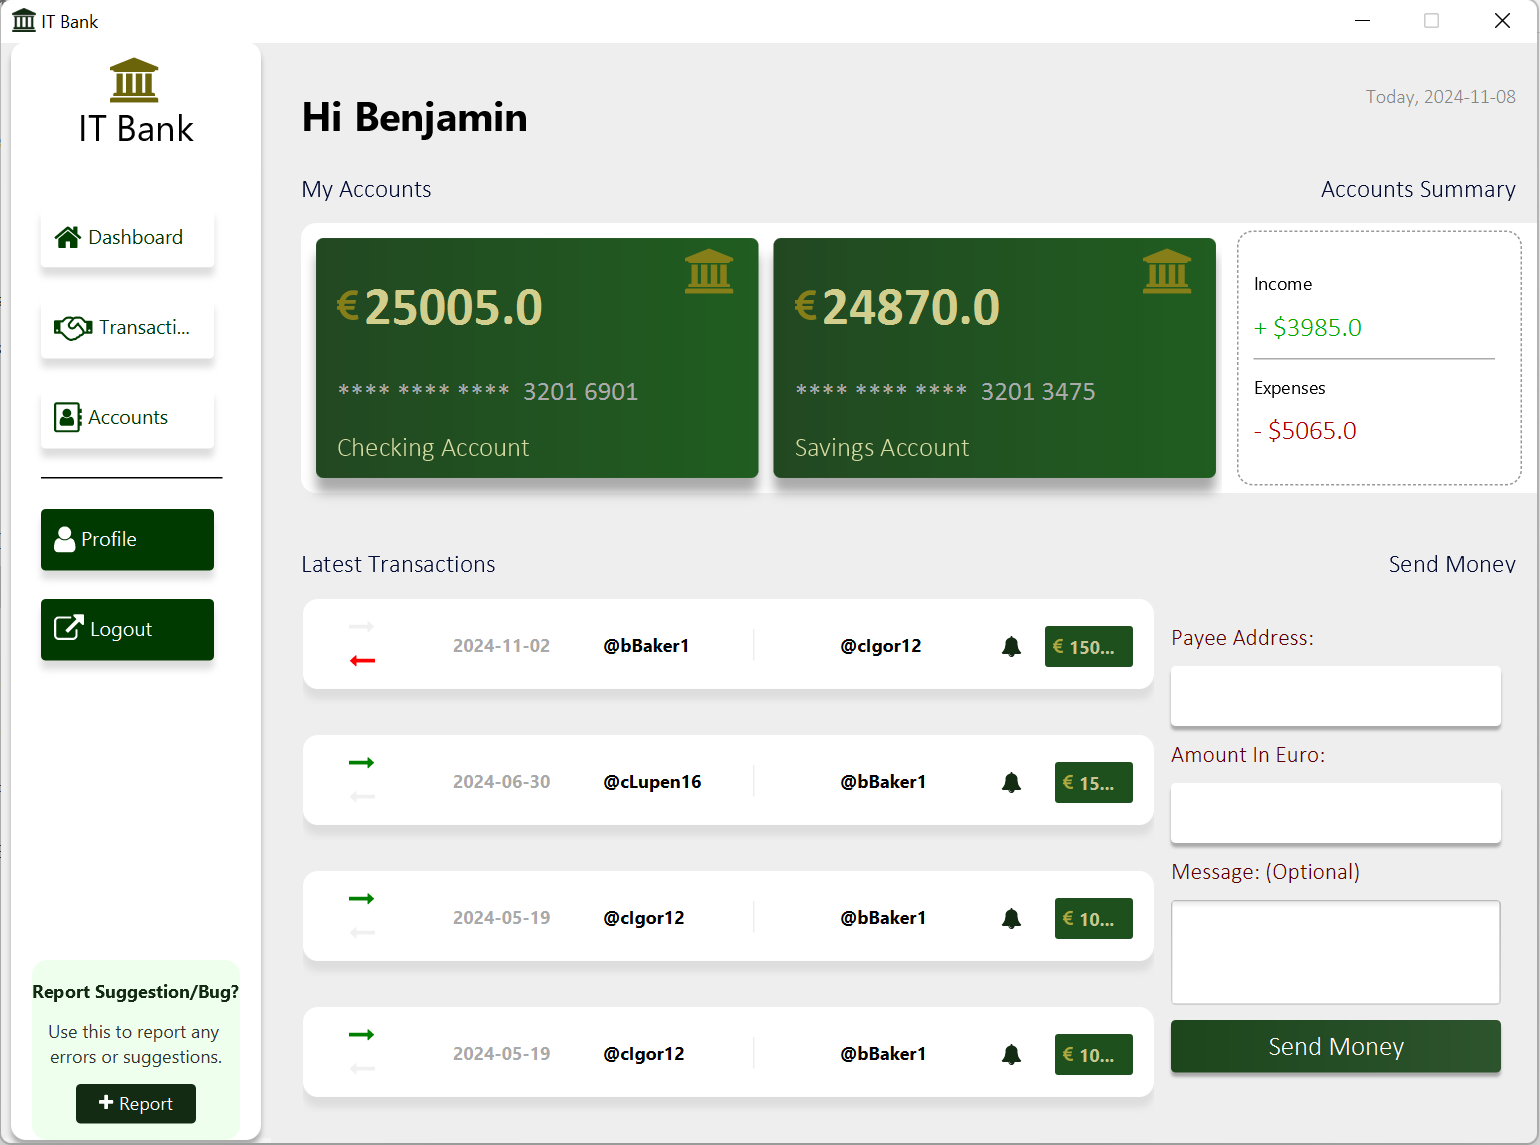 IT Bank
IT Bank
Dashboard
Transacti...
Accounts
Profile
Logout
Report Suggestion/Bug?
Use this to report any
errors or suggestions.
Report
Hi Benjamin
Today, 2024-11-08
My Accounts
Accounts Summary
€25005.0
**** **** **** 3201 6901
Checking Account
€24870.0
**** **** **** 3201 3475
Savings Account
Income
+ $3985.0
Expenses
- $5065.0
Latest Transactions
2024-11-02 @bBaker1 @cIgor12 € 150...
2024-06-30 @cLupen16 @bBaker1 € 15...
2024-05-19 @cIgor12 @bBaker1 € 10...
2024-05-19 @cIgor12 @bBaker1 € 10...
Send Money
Payee Address:
Amount In Euro:
Message: (Optional)
Send Money